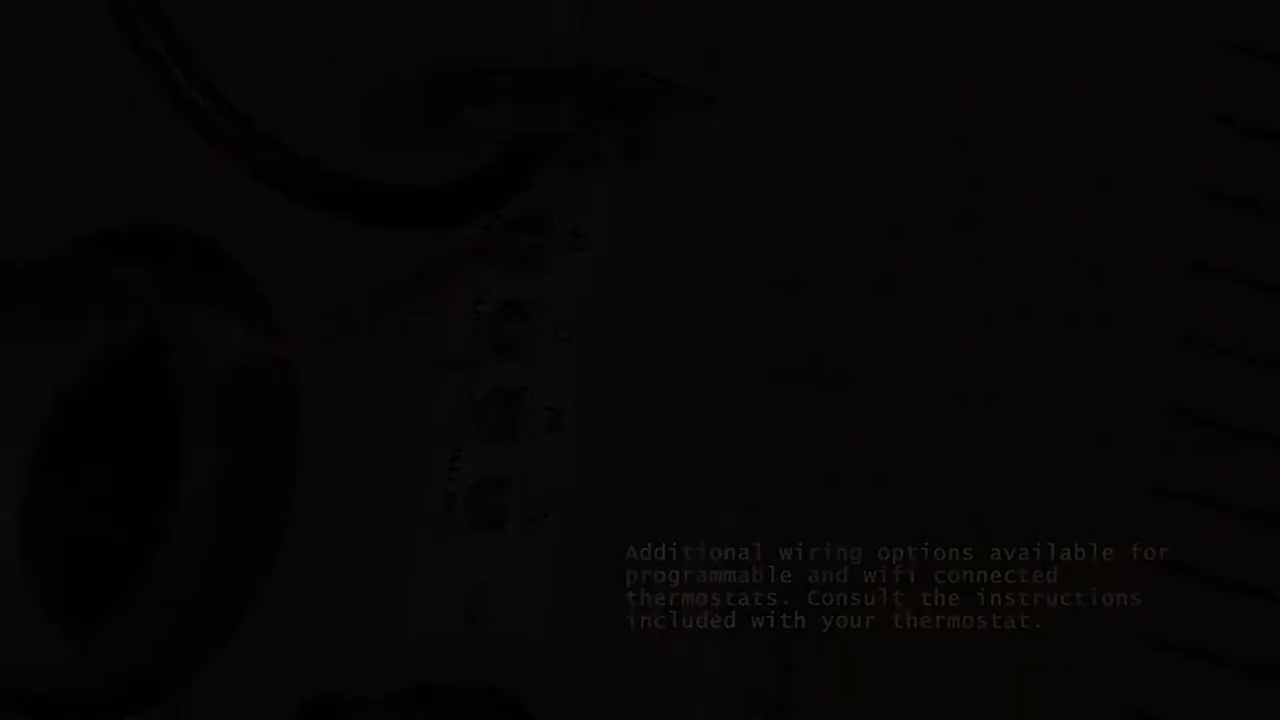 Additional wiring options available for
programmable and wifi connected
thermostats. Consult the instructions
included with your thermostat.